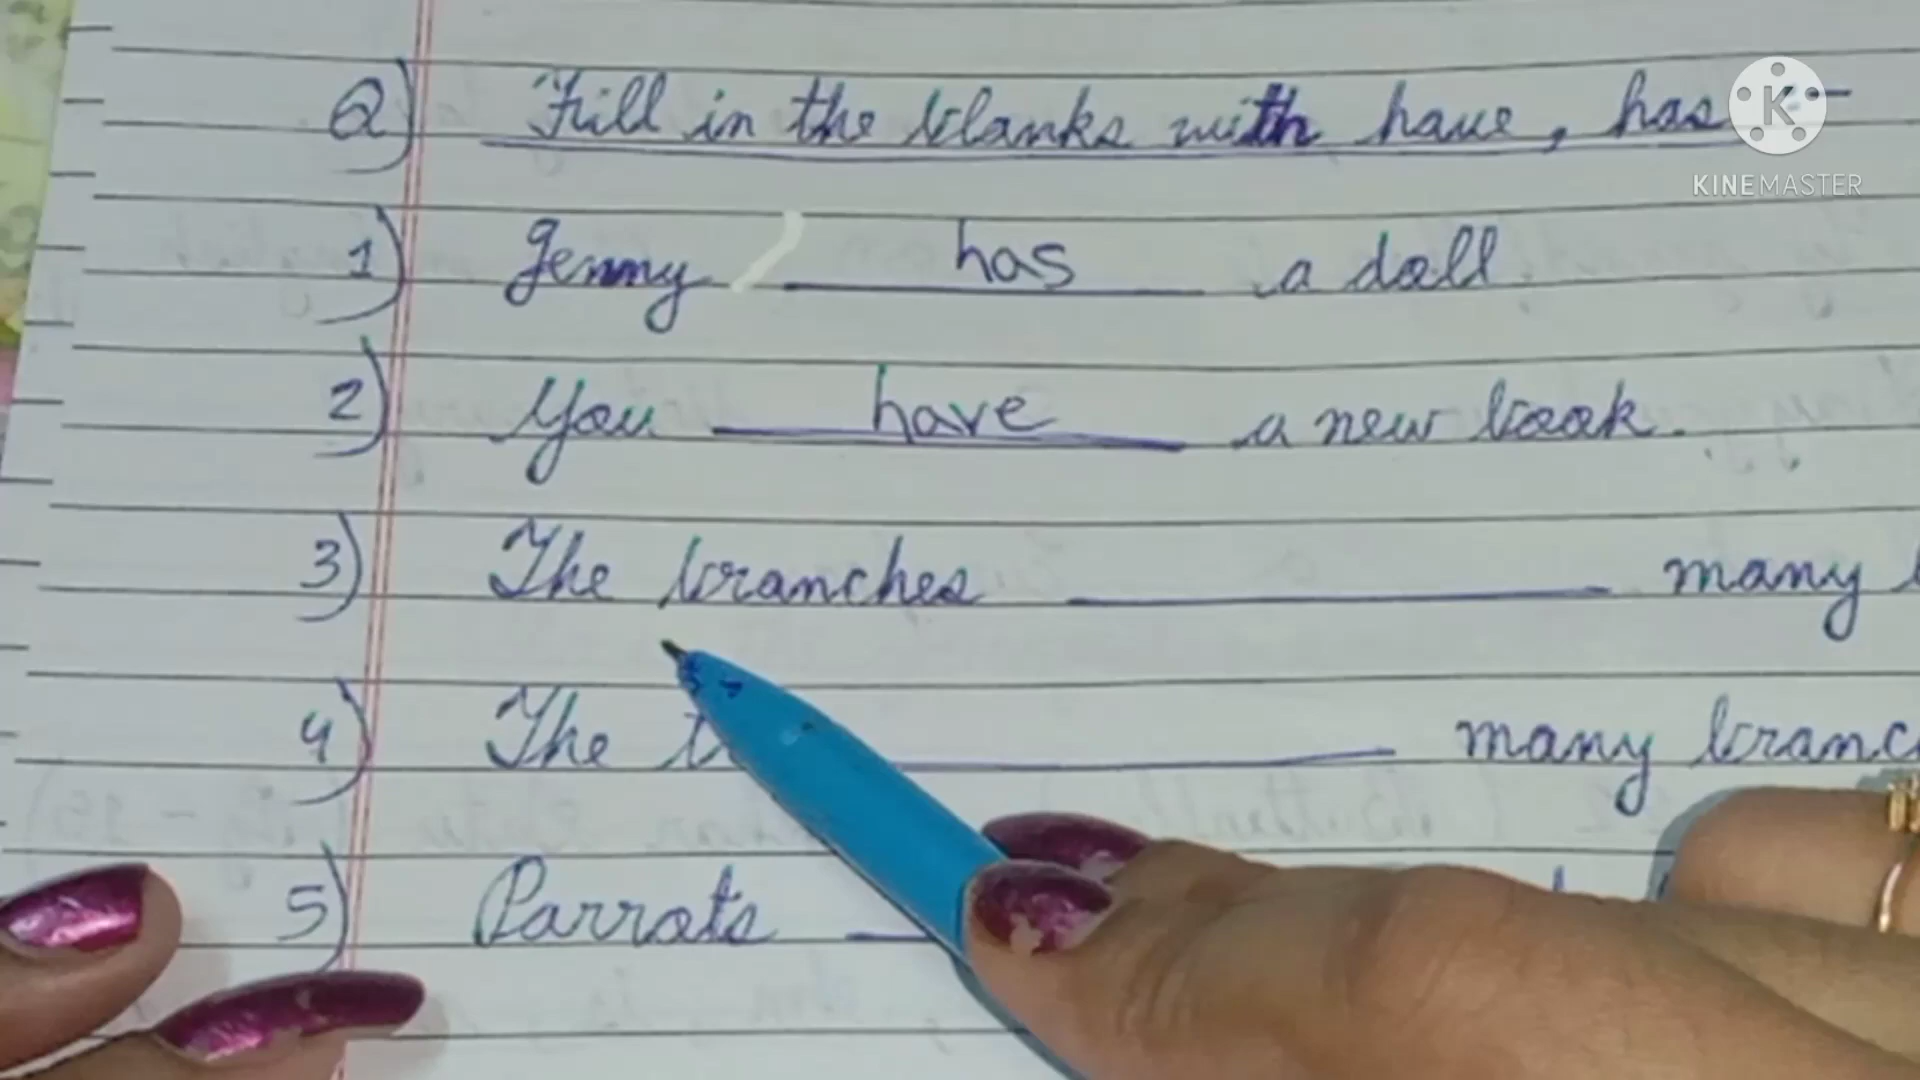 Q) Fill in the blanks with have, has -
KINEMASTER
1) Jenny has a doll
2) You have a new book.
3) The branches many
4) The many
5) Parrots